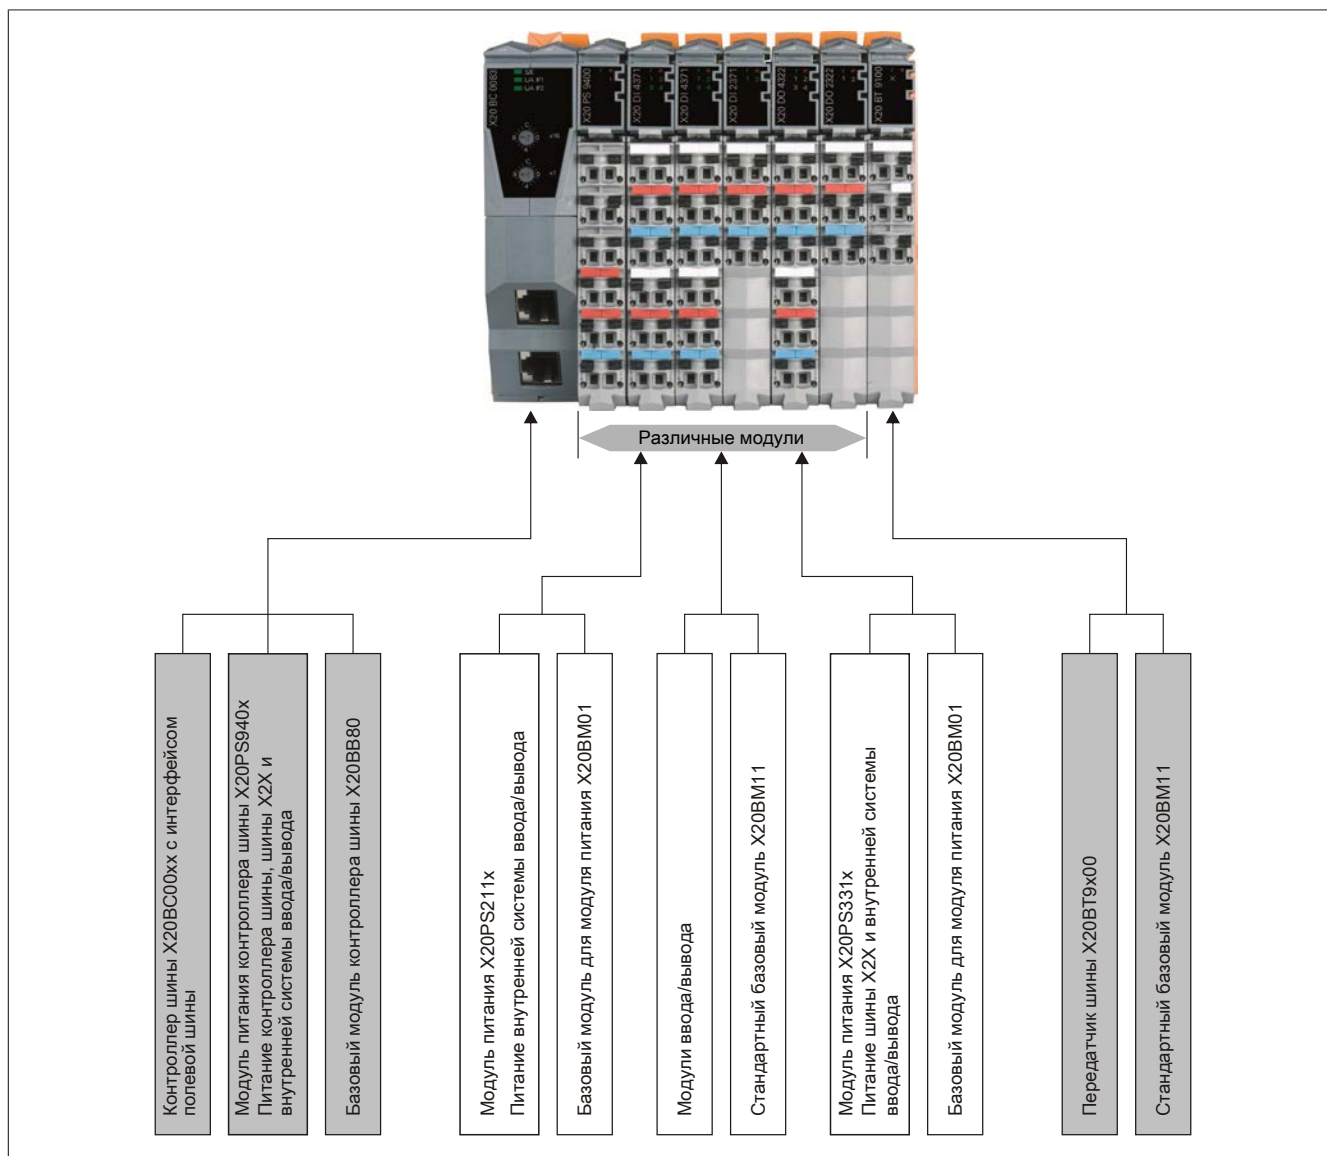 X20 BC 0083
S/E
L/A IF1
L/A IF2
x16
x1
X20 PS 9400
X20 DI 4371
X20 DI 4371
X20 DI 2371
X20 DO 4322
X20 DO 2322
X20 BT 9100
Различные модули
Контроллер шины X20BC00xx с интерфейсом
полевой шины
Модуль питания контроллера шины X20PS940x
Питание контроллера шины, шины X2X и
внутренней системы ввода/вывода
Базовый модуль контроллера шины X20BB80
Модуль питания X20PS211x
Питание внутренней системы ввода/вывода
Базовый модуль для модуля питания X20BM01
Модули ввода/вывода
Стандартный базовый модуль X20BM11
Модуль питания X20PS331x
Питание шины X2X и внутренней системы
ввода/вывода
Базовый модуль для модуля питания X20BM01
Передатчик шины X20BT9x00
Стандартный базовый модуль X20BM11